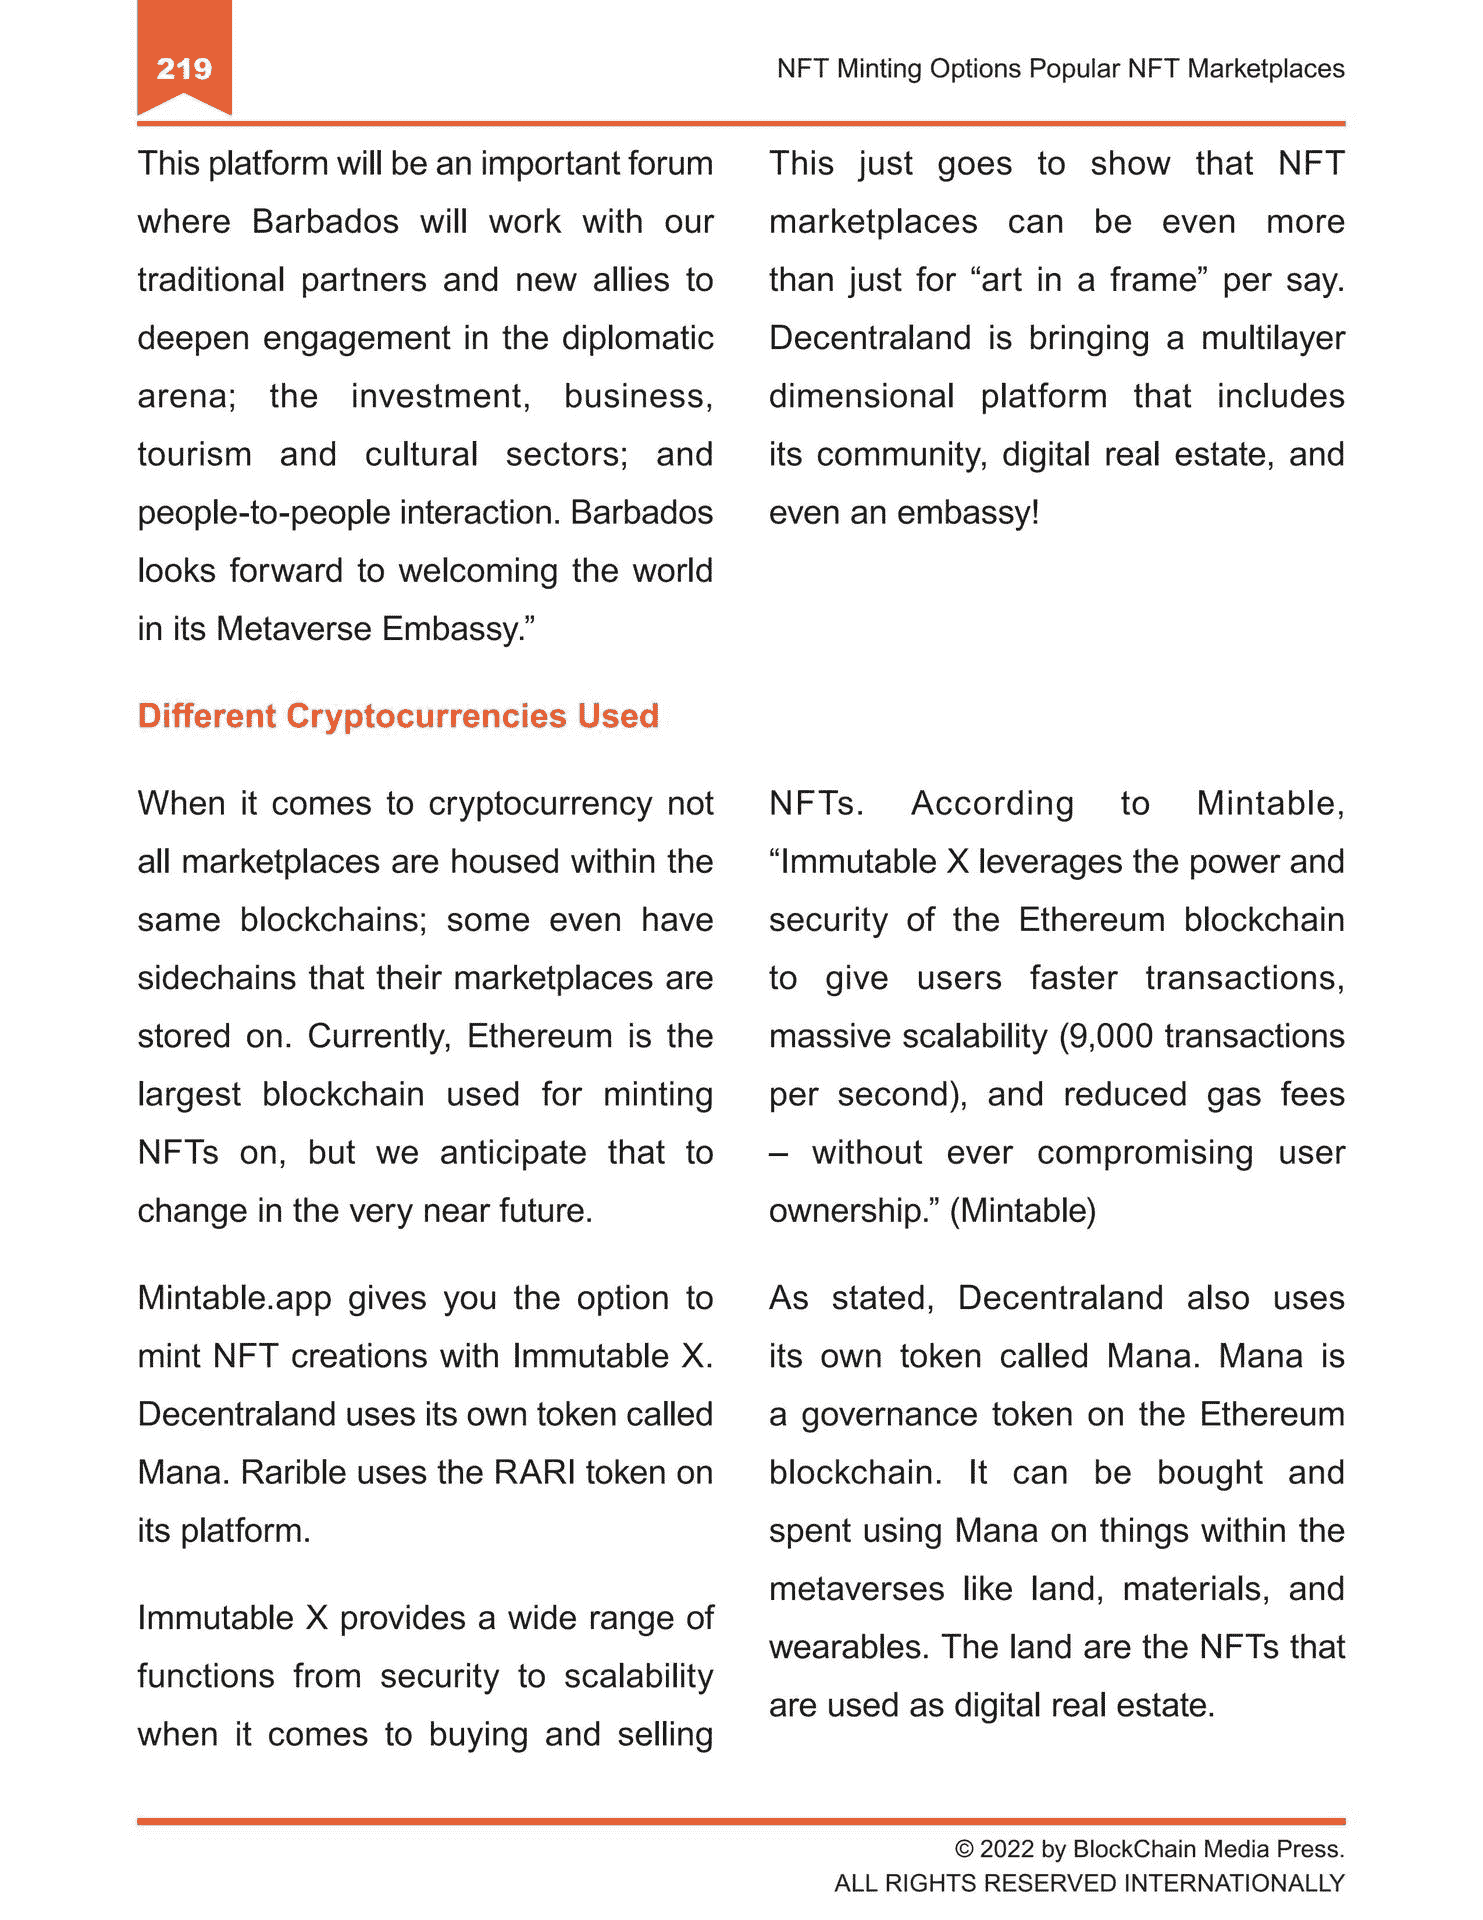 219
NFT Minting Options Popular NFT Marketplaces
This platform will be an important forum
where Barbados will work with our
traditional partners and new allies to
deepen engagement in the diplomatic
arena; the investment, business,
tourism and cultural sectors; and
people-to-people interaction. Barbados
looks forward to welcoming the world
in its Metaverse Embassy.”
This just goes to show that NFT
marketplaces can be even more
than just for “art in a frame” per say.
Decentraland is bringing a multilayer
dimensional platform that includes
its community, digital real estate, and
even an embassy!
Different Cryptocurrencies Used
When it comes to cryptocurrency not
all marketplaces are housed within the
same blockchains; some even have
sidechains that their marketplaces are
stored on. Currently, Ethereum is the
largest blockchain used for minting
NFTs on, but we anticipate that to
change in the very near future.
Mintable.app gives you the option to
mint NFT creations with Immutable X.
Decentraland uses its own token called
Mana. Rarible uses the RARI token on
its platform.
Immutable X provides a wide range of
functions from security to scalability
when it comes to buying and selling
NFTs. According to Mintable,
“Immutable X leverages the power and
security of the Ethereum blockchain
to give users faster transactions,
massive scalability (9,000 transactions
per second), and reduced gas fees
– without ever compromising user
ownership.” (Mintable)
As stated, Decentraland also uses
its own token called Mana. Mana is
a governance token on the Ethereum
blockchain. It can be bought and
spent using Mana on things within the
metaverses like land, materials, and
wearables. The land are the NFTs that
are used as digital real estate.
© 2022 by BlockChain Media Press.
ALL RIGHTS RESERVED INTERNATIONALLY